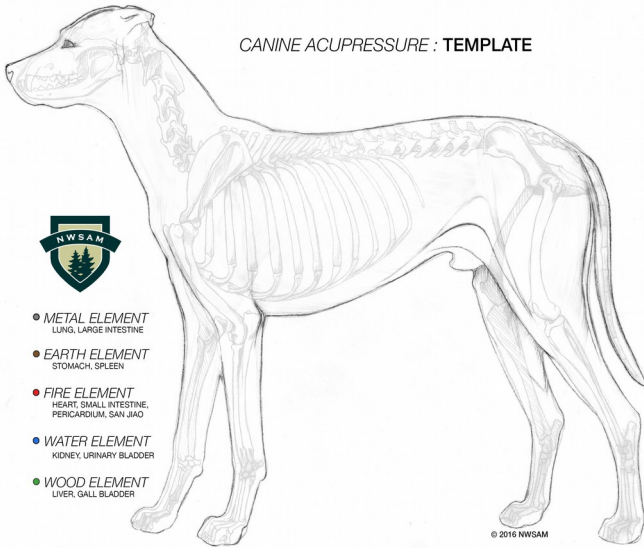 CANINE ACUPRESSURE : TEMPLATE
NWSAM
METAL ELEMENT
LUNG, LARGE INTESTINE
EARTH ELEMENT
STOMACH, SPLEEN
FIRE ELEMENT
HEART, SMALL INTESTINE,
PERICARDIUM, SAN JIAO
WATER ELEMENT
KIDNEY, URINARY BLADDER
WOOD ELEMENT
LIVER, GALL BLADDER
© 2016 NWSAM